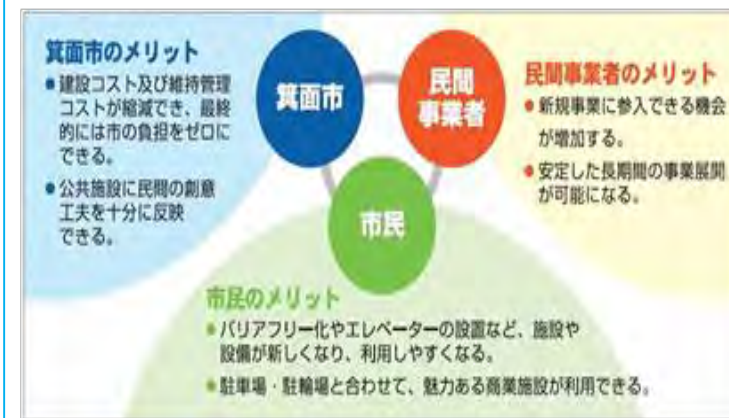 箕面市のメリット
●建設コスト及び維持管理
コストが縮減でき、最終
的には市の負担をゼロに
できる。
●公共施設に民間の創意
工夫を十分に反映
できる。
箕面市
民間
事業者
市民
民間事業者のメリット
●新規事業に参入できる機会
が増加する。
●安定した長期間の事業展開
が可能になる。
市民のメリット
●バリアフリー化やエレベーターの設置など、施設や
設備が新しくなり、利用しやすくなる。
●駐車場・駐輪場と合わせて、魅力ある商業施設が利用できる。